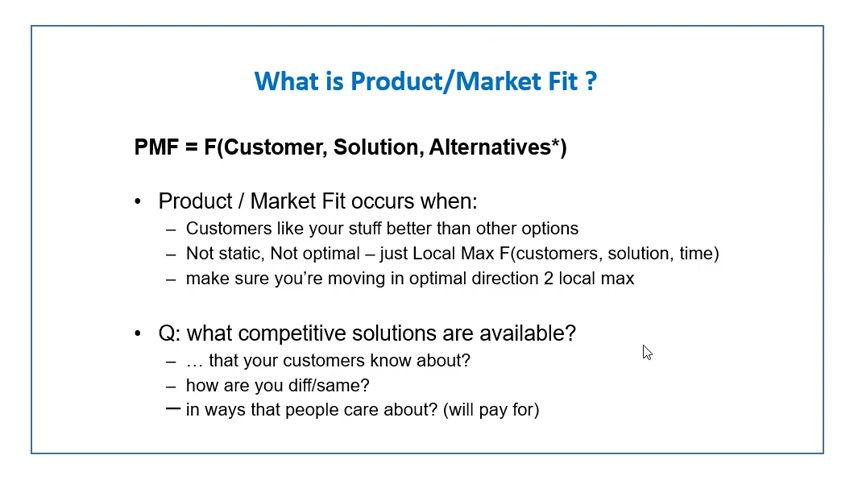 What is Product/Market Fit ?
PMF = F(Customer, Solution, Alternatives*)
• Product / Market Fit occurs when:
– Customers like your stuff better than other options
– Not static, Not optimal – just Local Max F(customers, solution, time)
– make sure you're moving in optimal direction 2 local max
• Q: what competitive solutions are available?
– … that your customers know about?
– how are you diff/same?
– in ways that people care about? (will pay for)